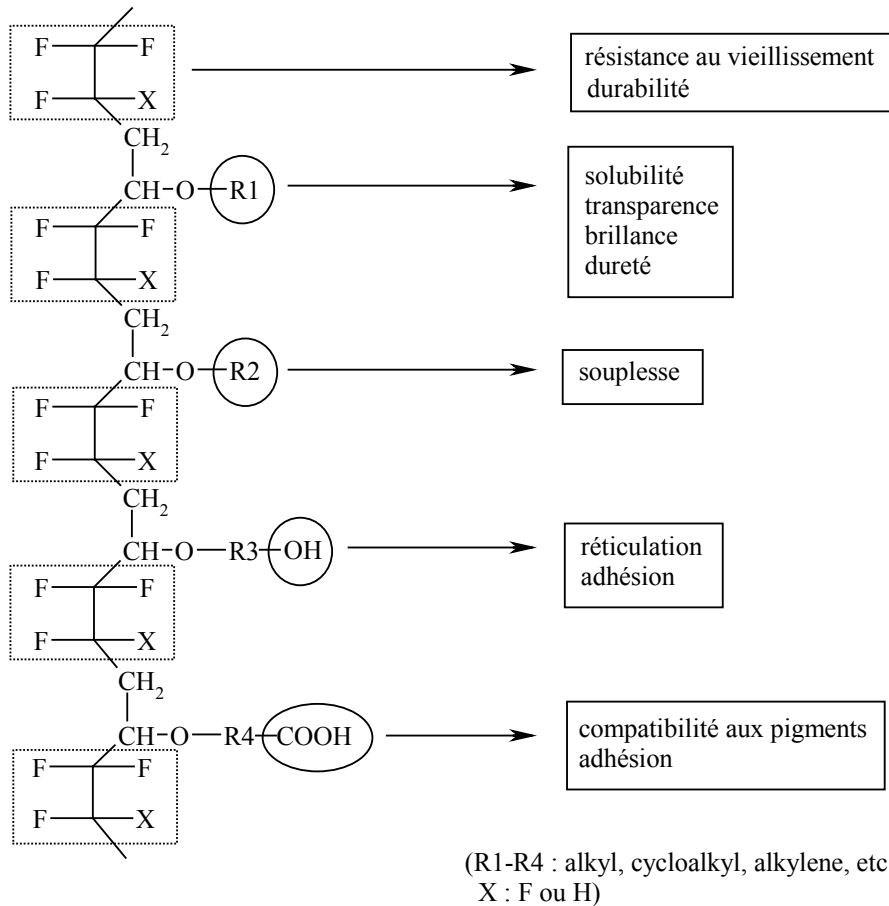 F F
résistance au vieillissement
durabilité
F X
CH2
CH O R1
solubilité
transparence
brillance
dureté
F F
F X
CH2
CH O R2
souplesse
F F
F X
CH2
CH O R3 OH
réticulation
adhésion
F F
F X
CH2
CH O R4 COOH
compatibilité aux pigments
adhésion
F F
F X
(R1-R4 : alkyl, cycloalkyl, alkylene, etc
X : F ou H)